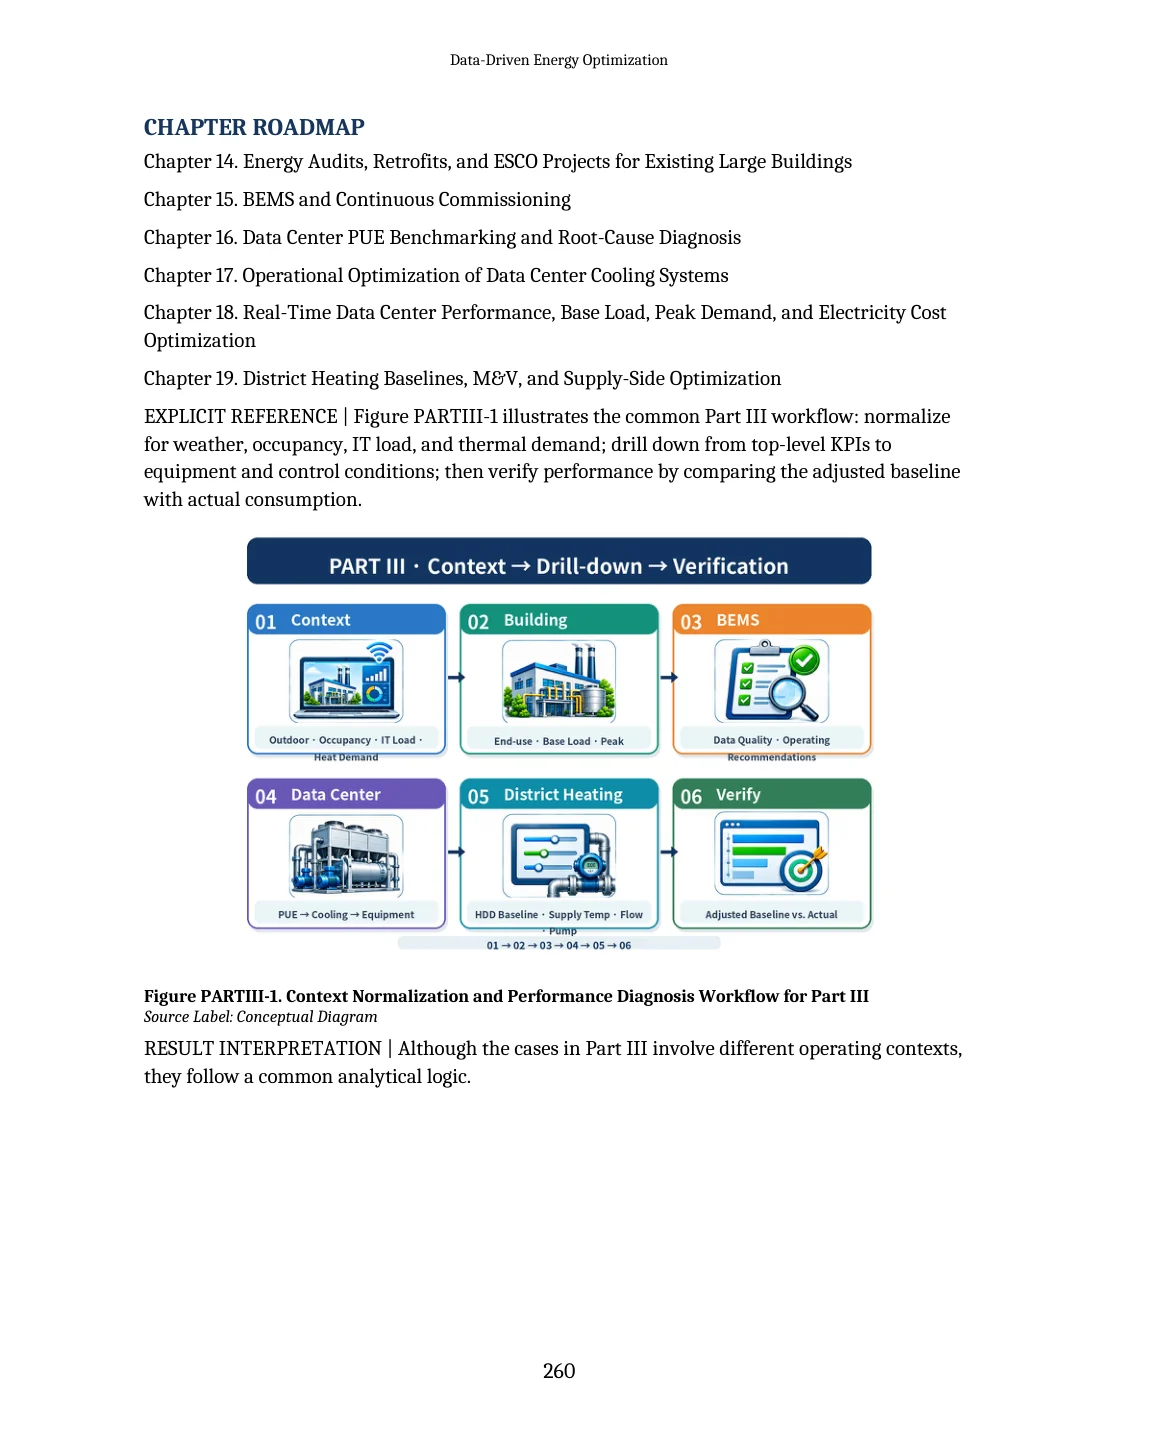 Data-Driven Energy Optimization
CHAPTER ROADMAP
Chapter 14. Energy Audits, Retrofits, and ESCO Projects for Existing Large Buildings
Chapter 15. BEMS and Continuous Commissioning
Chapter 16. Data Center PUE Benchmarking and Root-Cause Diagnosis
Chapter 17. Operational Optimization of Data Center Cooling Systems
Chapter 18. Real-Time Data Center Performance, Base Load, Peak Demand, and Electricity Cost
Optimization
Chapter 19. District Heating Baselines, M&V, and Supply-Side Optimization
EXPLICIT REFERENCE | Figure PARTIII-1 illustrates the common Part III workflow: normalize
for weather, occupancy, IT load, and thermal demand; drill down from top-level KPIs to
equipment and control conditions; then verify performance by comparing the adjusted baseline
with actual consumption.
PART III · Context → Drill-down → Verification
01 Context
Outdoor · Occupancy · IT Load ·
Heat Demand
02 Building
End-use · Base Load · Peak
03 BEMS
Data Quality · Operating
Recommendations
04 Data Center
PUE → Cooling → Equipment
05 District Heating
HDD Baseline · Supply Temp · Flow
· Pump
06 Verify
Adjusted Baseline vs. Actual
01 → 02 → 03 → 04 → 05 → 06
Figure PARTIII-1. Context Normalization and Performance Diagnosis Workflow for Part III
Source Label: Conceptual Diagram
RESULT INTERPRETATION | Although the cases in Part III involve different operating contexts,
they follow a common analytical logic.
260